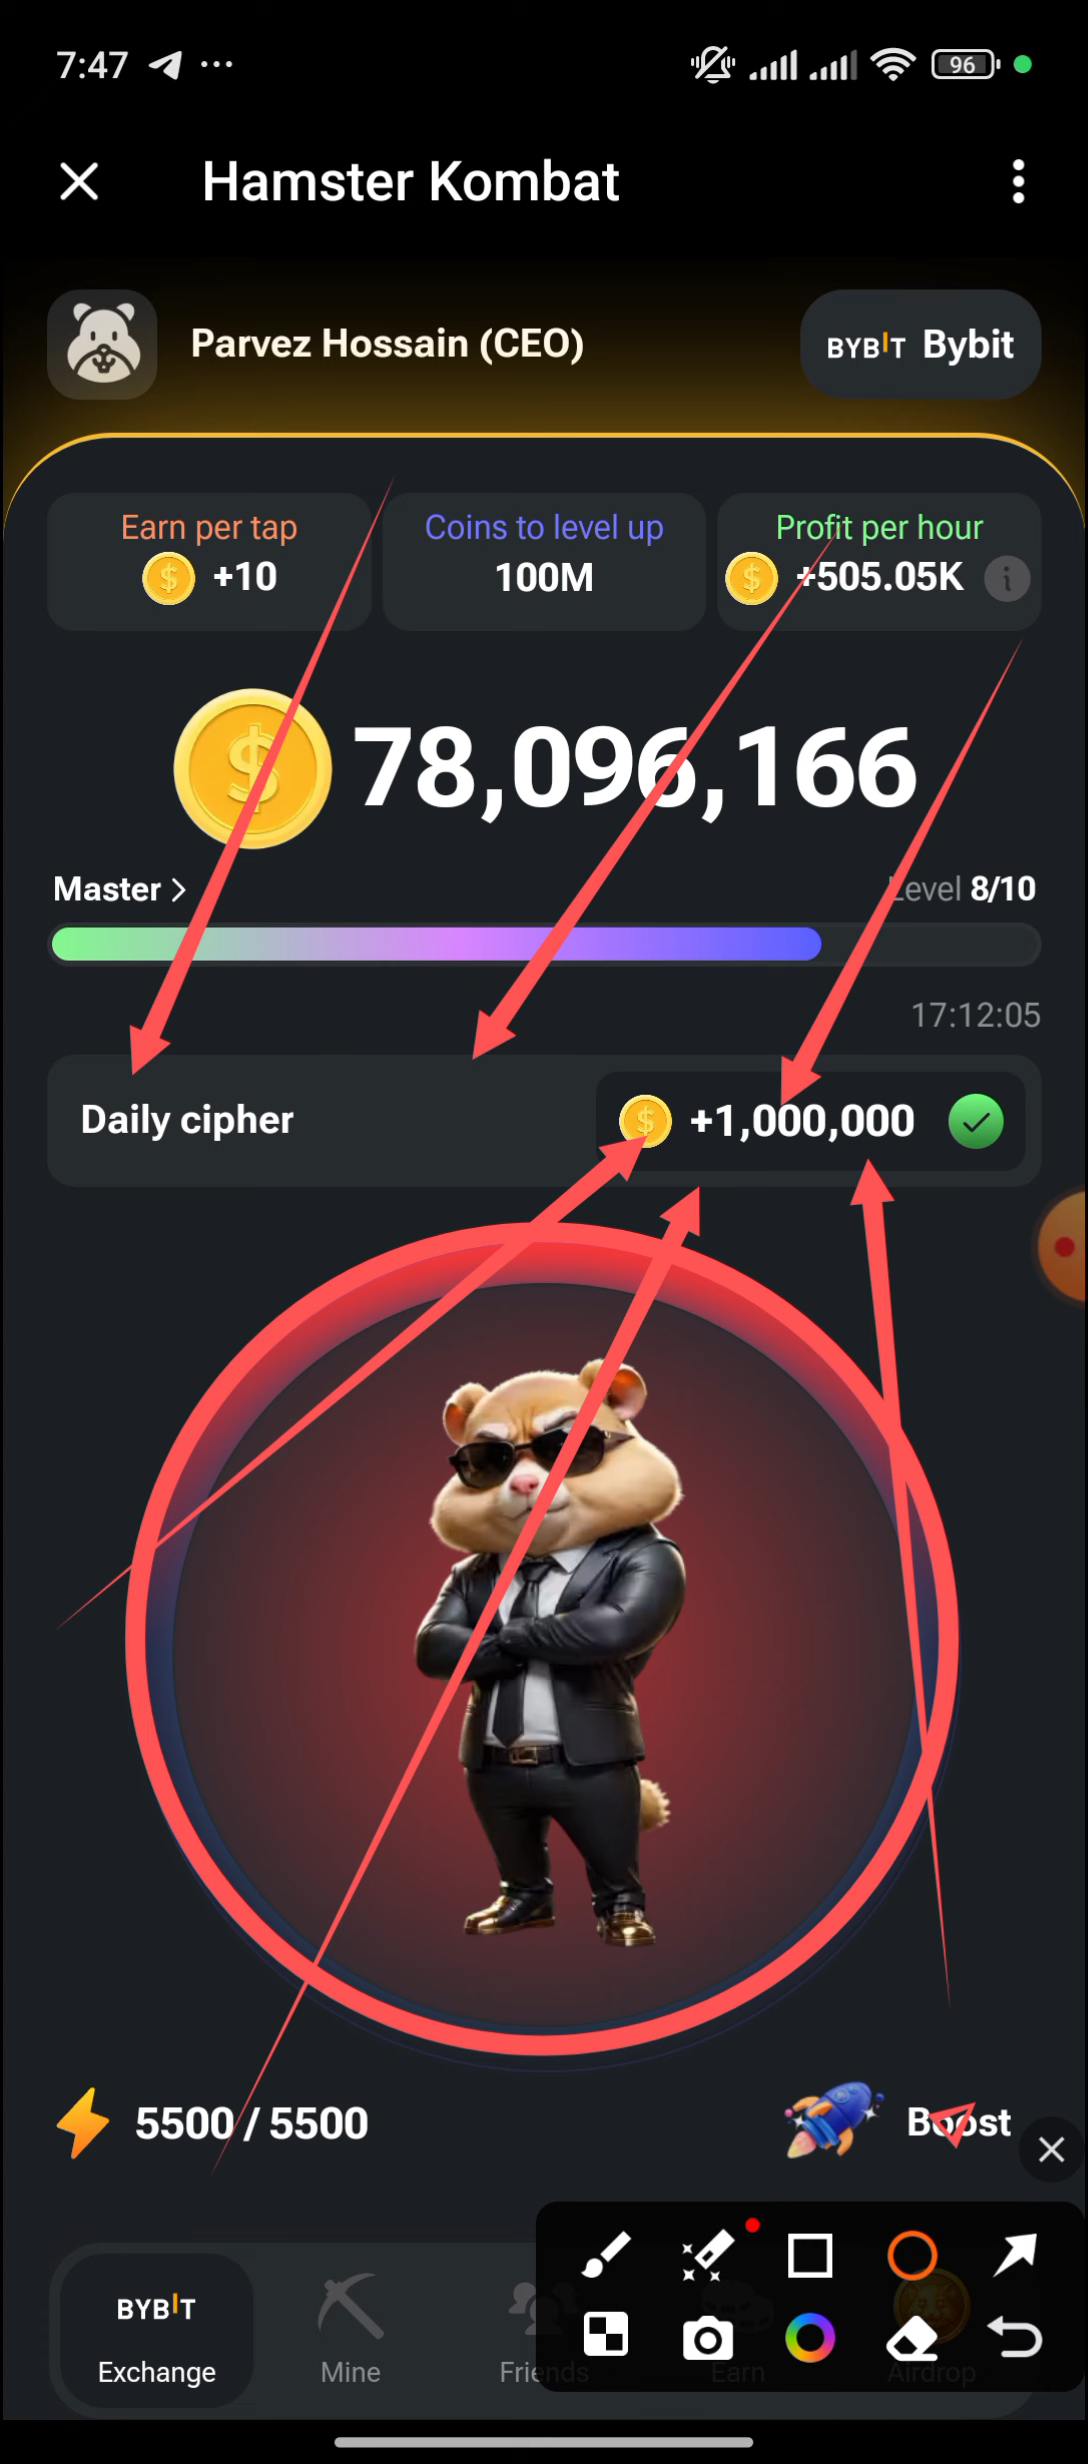 7:47
96
Hamster Kombat
Parvez Hossain (CEO)
BYBIT Bybit
Earn per tap
+10
Coins to level up
100M
Profit per hour
+505.05K
78,096,166
Master >
Level 8/10
17:12:05
Daily cipher
+1,000,000
5500 / 5500
Boost
BYBIT
Exchange
Mine
Friends
Earn
Airdrop